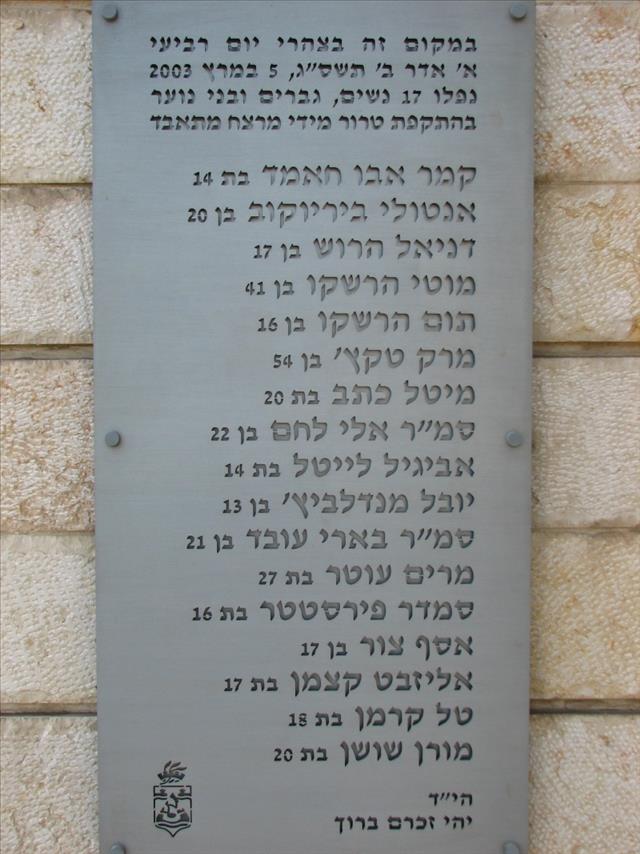 במקום זה בצהרי יום רביעי
א׳ אדר ב׳ תשס״ג, 5 במרץ 2003
נפלו 17 נשים, גברים ובני נוער
בהתקפת טרור מידי מרצח מתאבד
קמר אבו חאמד בת 14
אנטולי ביריוקוב בן 20
דניאל הרוש בן 17
מוטי הרשקו בן 41
תום הרשקו בן 16
מרק טקץ׳ בן 54
מיטל כתב בת 20
סמ״ר אלי לחם בן 22
אביגיל לייטל בת 14
יובל מנדלביץ׳ בן 13
סמ״ר בארי עובד בן 21
מרים עוטר בת 27
סמדר פירסטטר בת 16
אסף צור בן 17
אליזבט קצמן בת 17
טל קרמן בת 18
מורן שושן בת 20
הי״ד
יהי זכרם ברוך